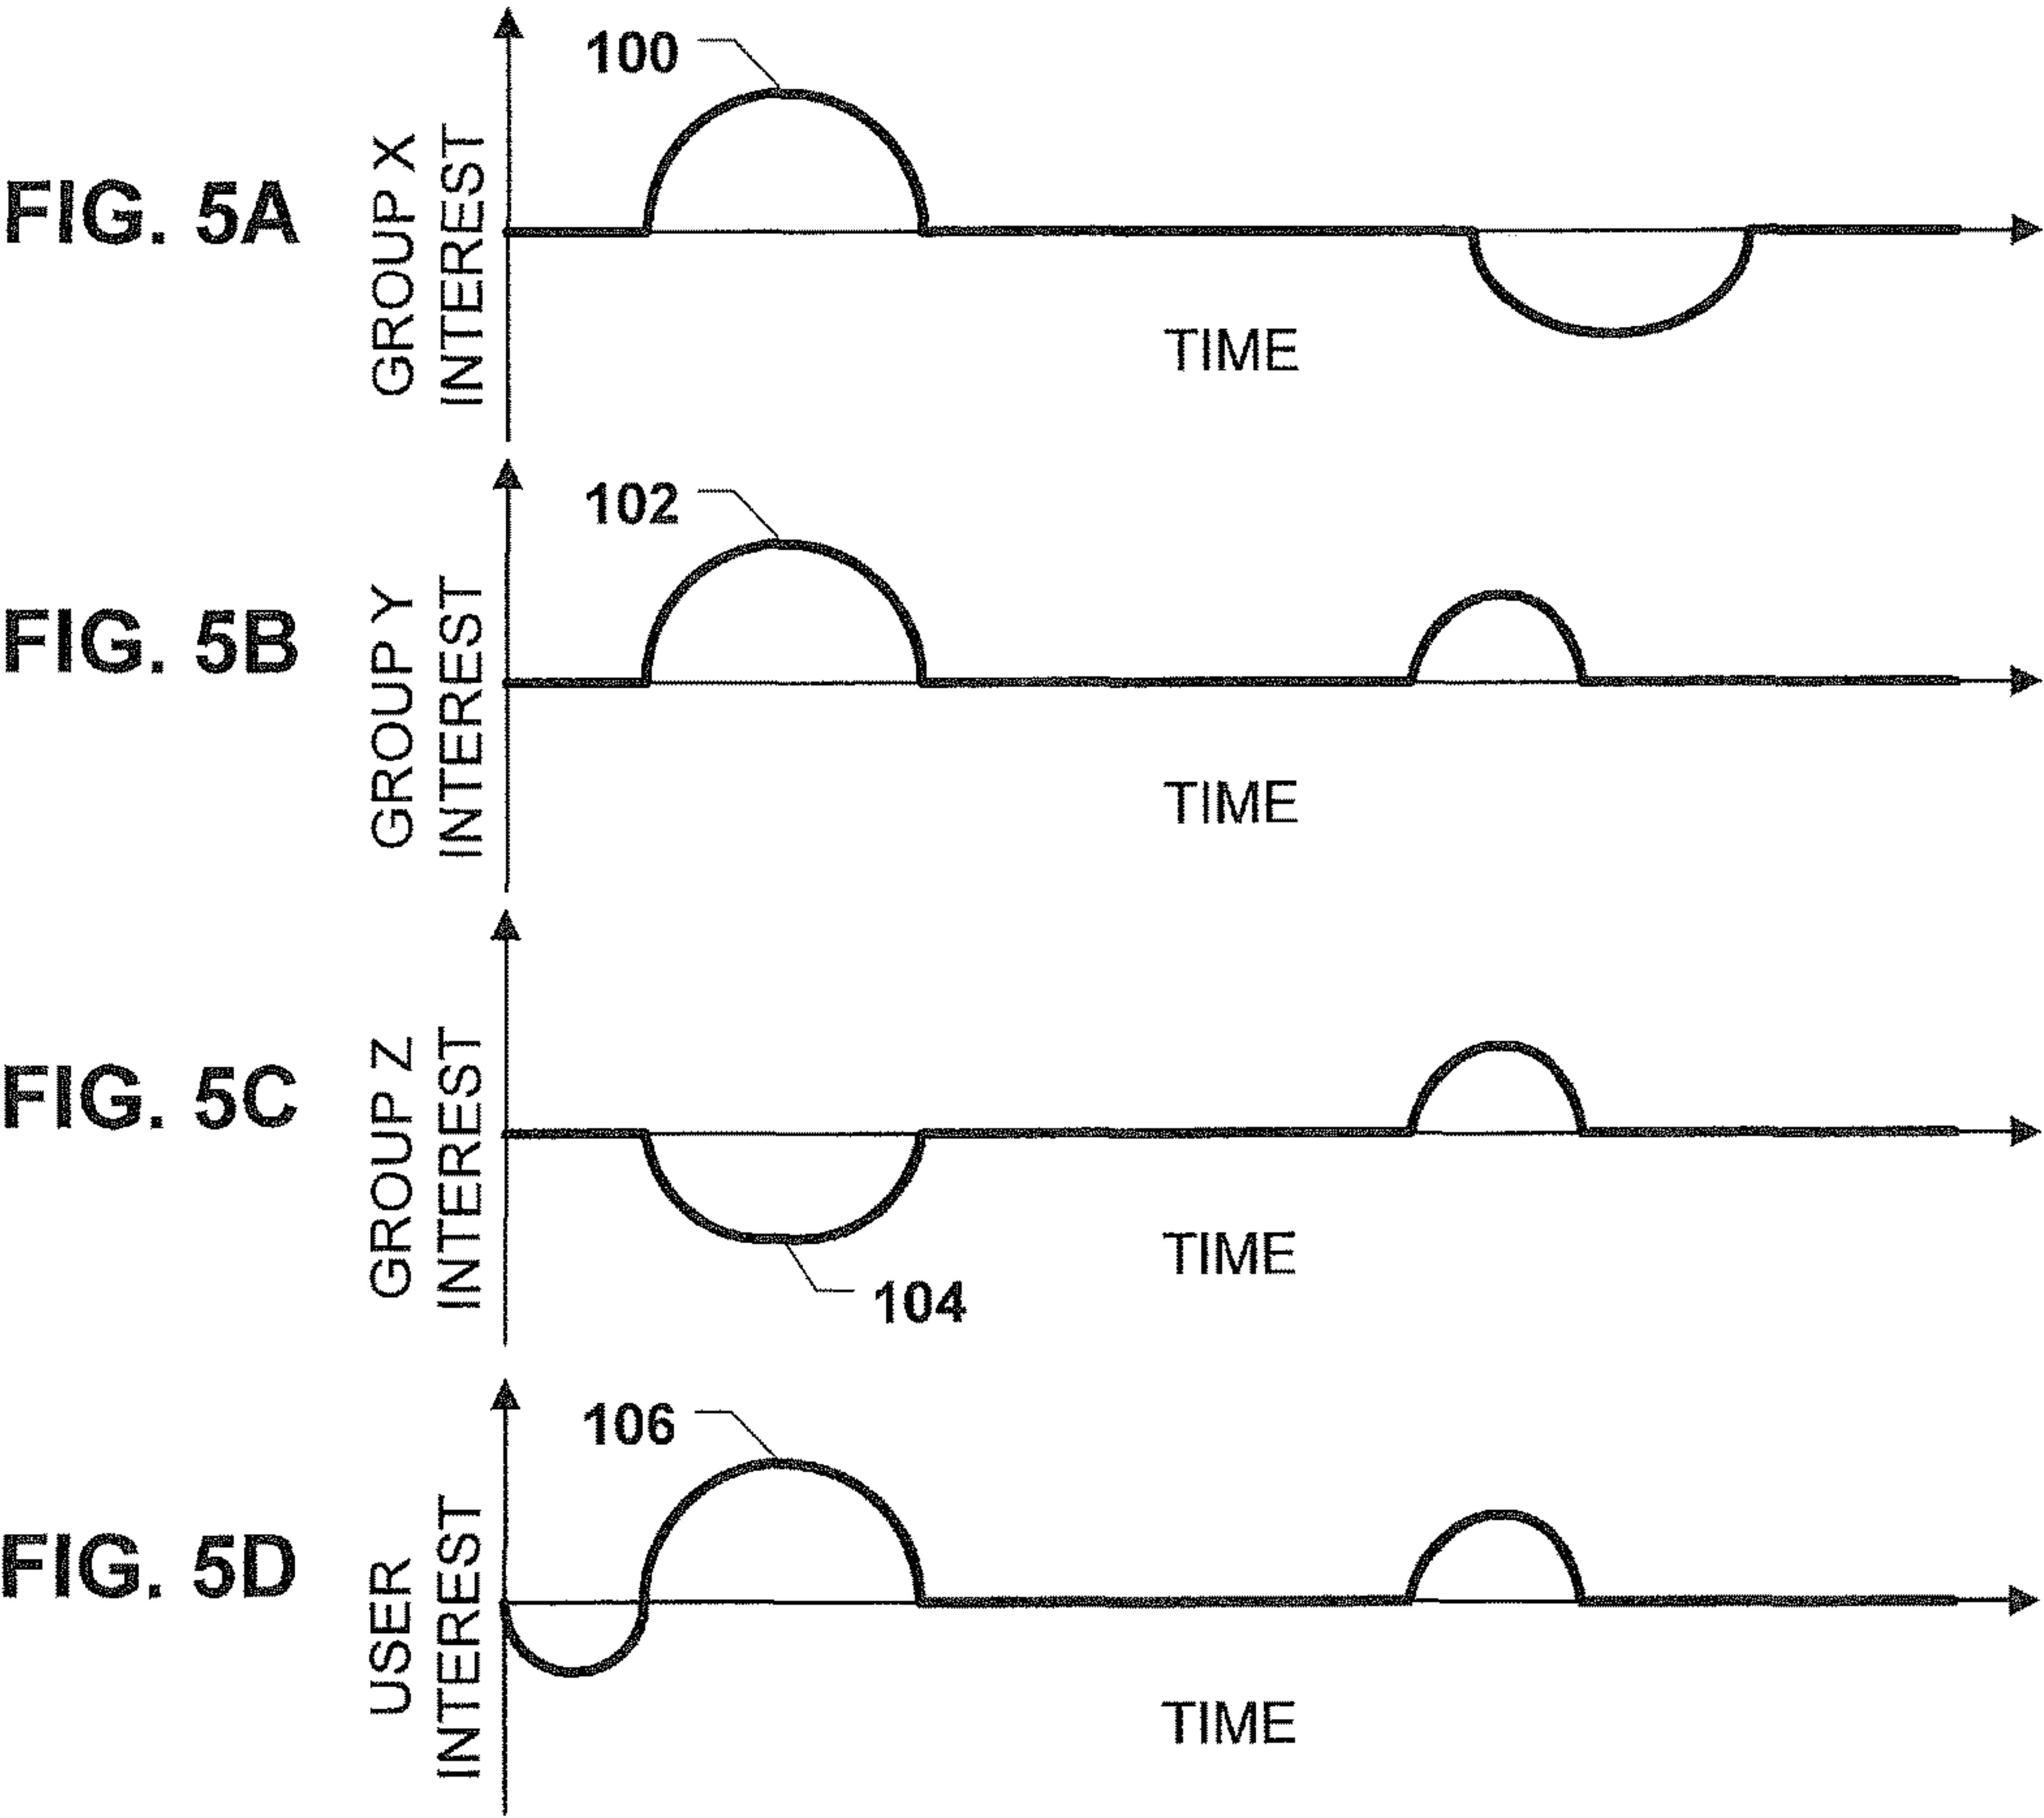 FIG. 5A
GROUP X
INTEREST
100
TIME
FIG. 5B
GROUP Y
INTEREST
102
TIME
FIG. 5C
GROUP Z
INTEREST
104
TIME
FIG. 5D
USER
INTEREST
106
TIME